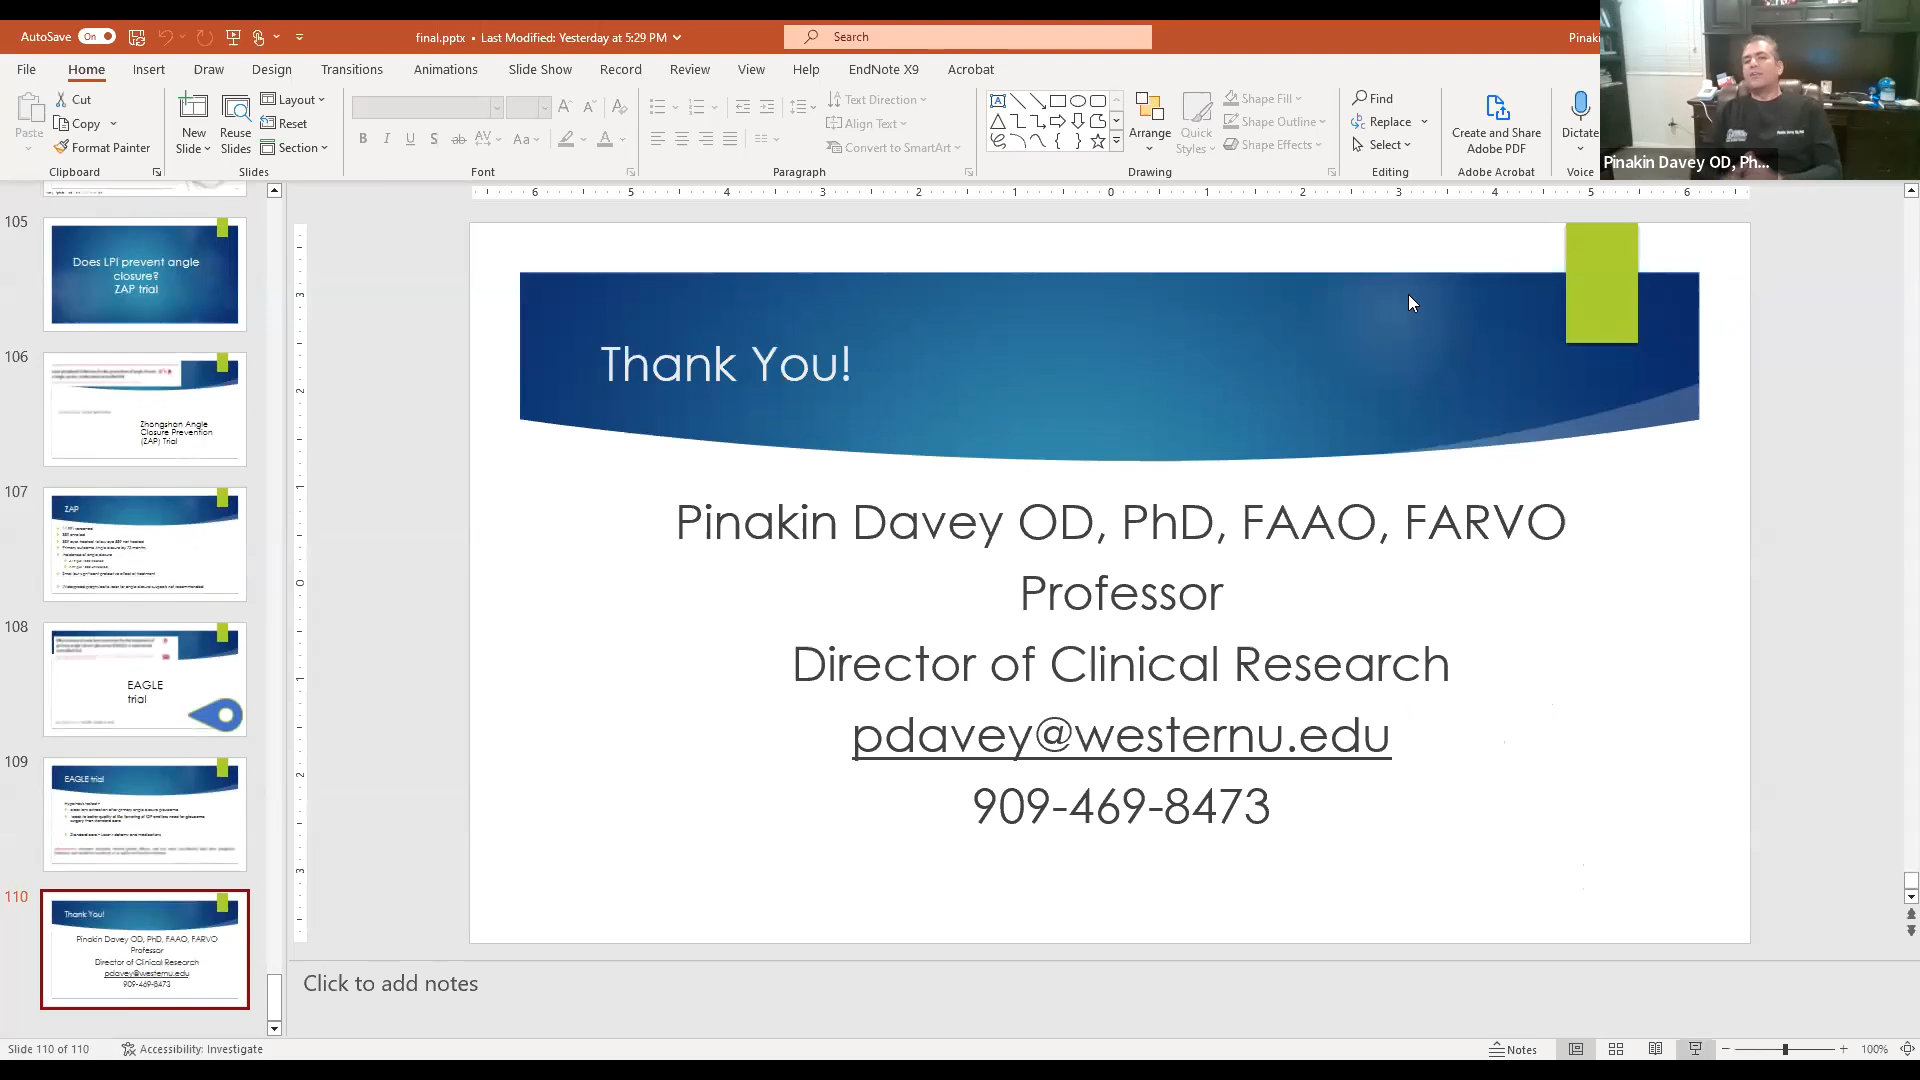 AutoSave On
final.pptx • Last Modified: Yesterday at 5:29 PM
Search
Pinaki
File Home Insert Draw Design Transitions Animations Slide Show Record Review View Help EndNote X9 Acrobat
Paste
Cut
Copy
Format Painter
Clipboard
New Slide
Reuse Slides
Layout
Reset
Section
Slides
Font
Text Direction
Align Text
Convert to SmartArt
Paragraph
Arrange
Quick Styles
Shape Fill
Shape Outline
Shape Effects
Drawing
Find
Replace
Select
Editing
Create and Share
Adobe PDF
Adobe Acrobat
Dictate
Voice
Pinakin Davey OD, Ph...
105
Does LPI prevent angle
closure?
ZAP trial
106
Zhongshan Angle
Closure Prevention
(ZAP) Trial
107
ZAP
108
EAGLE
trial
109
EAGLE trial
110
Thank You!
Pinakin Davey OD, PhD, FAAO, FARVO
Professor
Director of Clinical Research
pdavey@westernu.edu
909-469-8473
Thank You!
Pinakin Davey OD, PhD, FAAO, FARVO
Professor
Director of Clinical Research
pdavey@westernu.edu
909-469-8473
Click to add notes
Slide 110 of 110
Accessibility: Investigate
Notes
100%